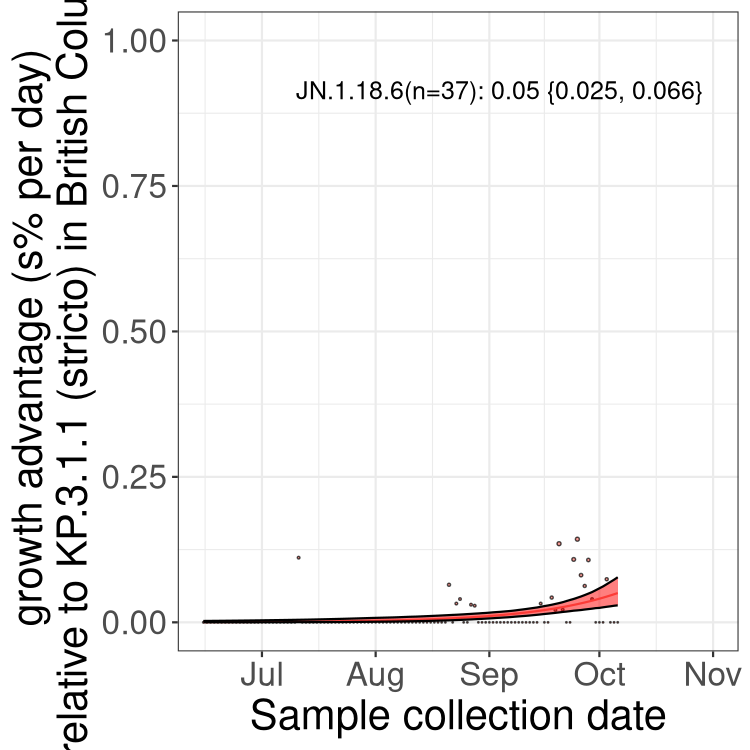 growth advantage (s% per day)
relative to KP.3.1.1 (stricto) in British Colu
1.00
0.75
0.50
0.25
0.00
JN.1.18.6(n=37): 0.05 {0.025, 0.066}
Jul
Aug
Sep
Oct
Nov
Sample collection date